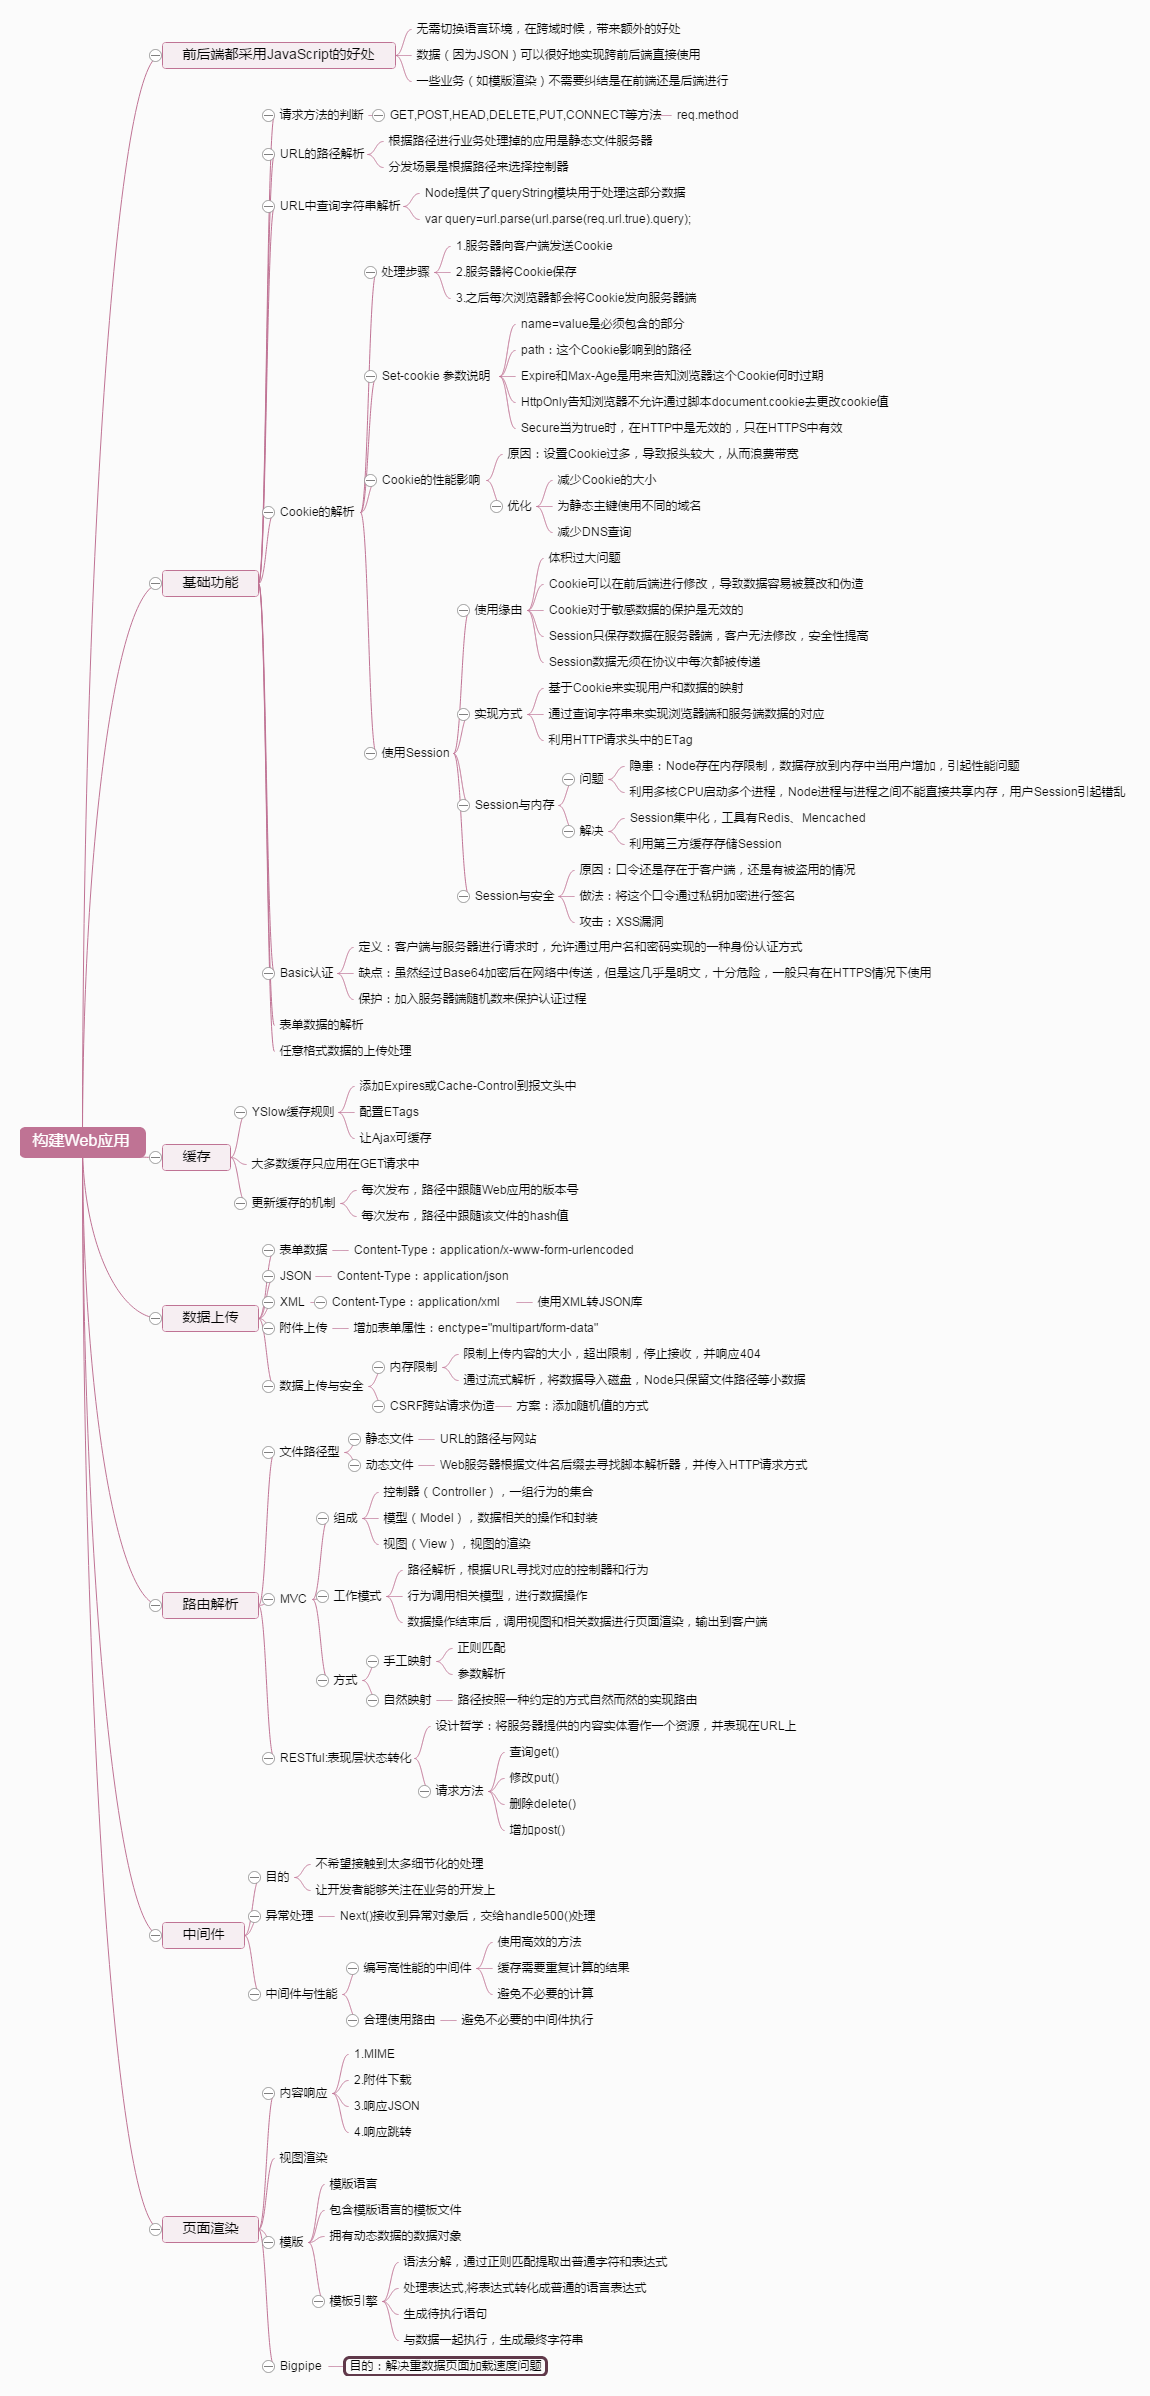 构建Web应用
前后端都采用JavaScript的好处
无需切换语言环境，在跨域时候，带来额外的好处
数据（因为JSON）可以很好地实现跨前后端直接使用
一些业务（如模版渲染）不需要纠结是在前端还是后端进行
基础功能
请求方法的判断
GET,POST,HEAD,DELETE,PUT,CONNECT等方法
req.method
URL的路径解析
根据路径进行业务处理掉的应用是静态文件服务器
分发场景是根据路径来选择控制器
URL中查询字符串解析
Node提供了queryString模块用于处理这部分数据
var query=url.parse(url.parse(req.url.true).query);
Cookie的解析
处理步骤
1.服务器向客户端发送Cookie
2.服务器将Cookie保存
3.之后每次浏览器都会将Cookie发向服务器端
Set-cookie 参数说明
name=value是必须包含的部分
path：这个Cookie影响到的路径
Expire和Max-Age是用来告知浏览器这个Cookie何时过期
HttpOnly告知浏览器不允许通过脚本document.cookie去更改cookie值
Secure当为true时，在HTTP中是无效的，只在HTTPS中有效
Cookie的性能影响
原因：设置Cookie过多，导致报头较大，从而浪费带宽
优化
减少Cookie的大小
为静态主键使用不同的域名
减少DNS查询
使用Session
使用缘由
体积过大问题
Cookie可以在前后端进行修改，导致数据容易被篡改和伪造
Cookie对于敏感数据的保护是无效的
Session只保存数据在服务器端，客户无法修改，安全性提高
Session数据无须在协议中每次都被传递
实现方式
基于Cookie来实现用户和数据的映射
通过查询字符串来实现浏览器端和服务端数据的对应
利用HTTP请求头中的ETag
Session与内存
问题
隐患：Node存在内存限制，数据存放到内存中当用户增加，引起性能问题
利用多核CPU启动多个进程，Node进程与进程之间不能直接共享内存，用户Session引起错乱
解决
Session集中化，工具有Redis、Mencached
利用第三方缓存存储Session
Session与安全
原因：口令还是存在于客户端，还是有被盗用的情况
做法：将这个口令通过私钥加密进行签名
攻击：XSS漏洞
Basic认证
定义：客户端与服务器进行请求时，允许通过用户名和密码实现的一种身份认证方式
缺点：虽然经过Base64加密后在网络中传送，但是这几乎是明文，十分危险，一般只有在HTTPS情况下使用
保护：加入服务器端随机数来保护认证过程
表单数据的解析
任意格式数据的上传处理
缓存
YSlow缓存规则
添加Expires或Cache-Control到报文头中
配置ETags
让Ajax可缓存
大多数缓存只应用在GET请求中
更新缓存的机制
每次发布，路径中跟随Web应用的版本号
每次发布，路径中跟随该文件的hash值
数据上传
表单数据
Content-Type：application/x-www-form-urlencoded
JSON
Content-Type：application/json
XML
Content-Type：application/xml
使用XML转JSON库
附件上传
增加表单属性：enctype="multipart/form-data"
数据上传与安全
内存限制
限制上传内容的大小，超出限制，停止接收，并响应404
通过流式解析，将数据导入磁盘，Node只保留文件路径等小数据
CSRF跨站请求伪造
方案：添加随机值的方式
路由解析
文件路径型
静态文件
URL的路径与网站
动态文件
Web服务器根据文件名后缀去寻找脚本解析器，并传入HTTP请求方式
MVC
组成
控制器（Controller），一组行为的集合
模型（Model），数据相关的操作和封装
视图（View），视图的渲染
工作模式
路径解析，根据URL寻找对应的控制器和行为
行为调用相关模型，进行数据操作
数据操作结束后，调用视图和相关数据进行页面渲染，输出到客户端
方式
手工映射
正则匹配
参数解析
自然映射
路径按照一种约定的方式自然而然的实现路由
RESTful:表现层状态转化
设计哲学：将服务器提供的内容实体看作一个资源，并表现在URL上
请求方法
查询get()
修改put()
删除delete()
增加post()
中间件
目的
不希望接触到太多细节化的处理
让开发者能够关注在业务的开发上
异常处理
Next()接收到异常对象后，交给handle500()处理
中间件与性能
编写高性能的中间件
使用高效的方法
缓存需要重复计算的结果
避免不必要的计算
合理使用路由
避免不必要的中间件执行
页面渲染
内容响应
1.MIME
2.附件下载
3.响应JSON
4.响应跳转
视图渲染
模版
模版语言
包含模版语言的模板文件
拥有动态数据的数据对象
模板引擎
语法分解，通过正则匹配提取出普通字符和表达式
处理表达式,将表达式转化成普通的语言表达式
生成待执行语句
与数据一起执行，生成最终字符串
Bigpipe
目的：解决重数据页面加载速度问题